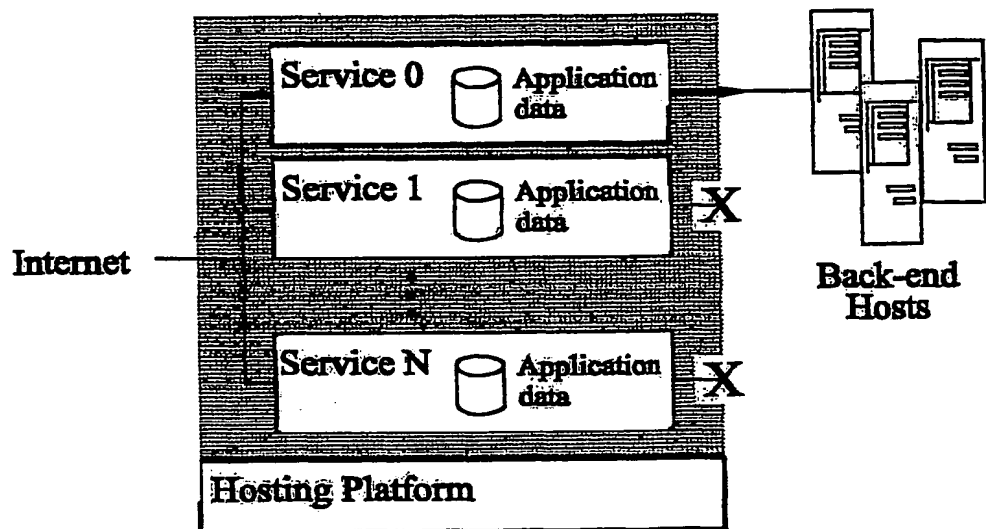 Service 0
Application
data
Service 1
Application
data
X
Internet
Back-end
Hosts
Service N
Application
data
X
Hosting Platform